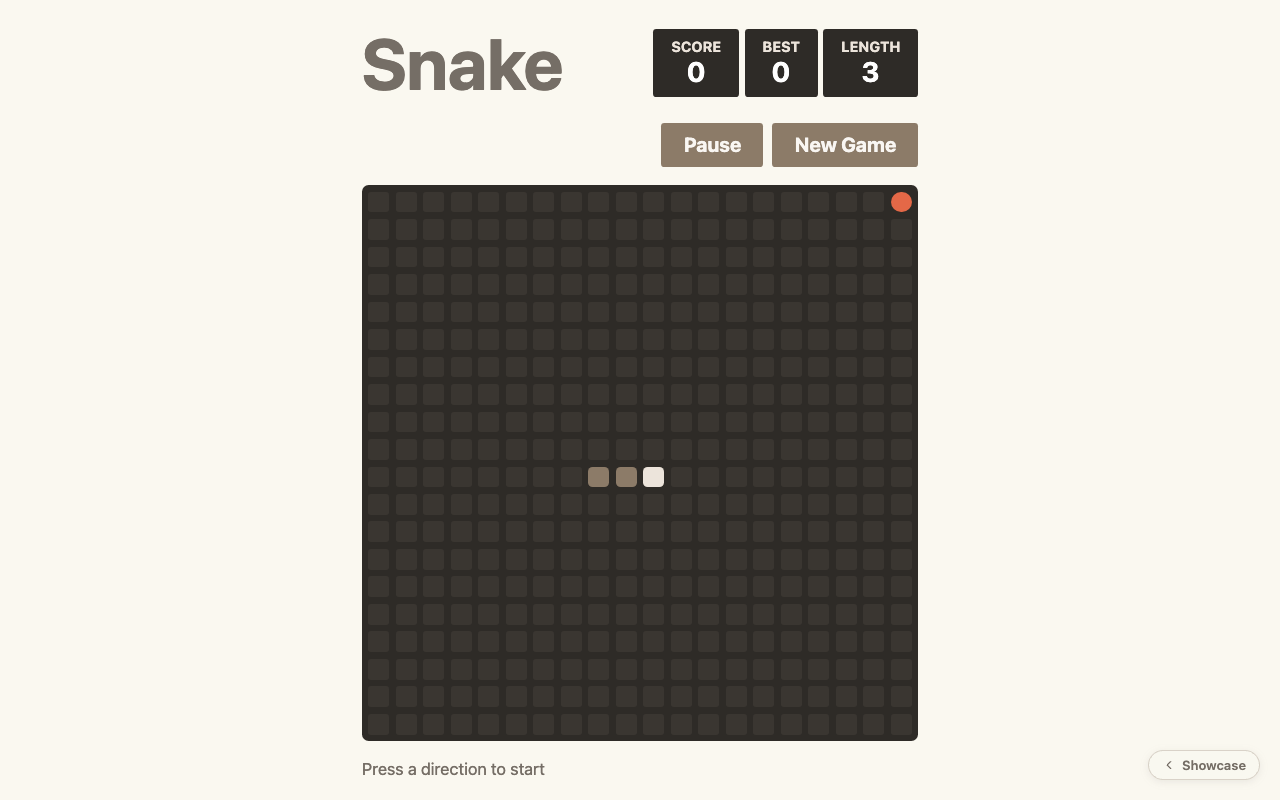 Snake
SCORE
0
BEST
0
LENGTH
3
Pause
New Game
Press a direction to start
Showcase